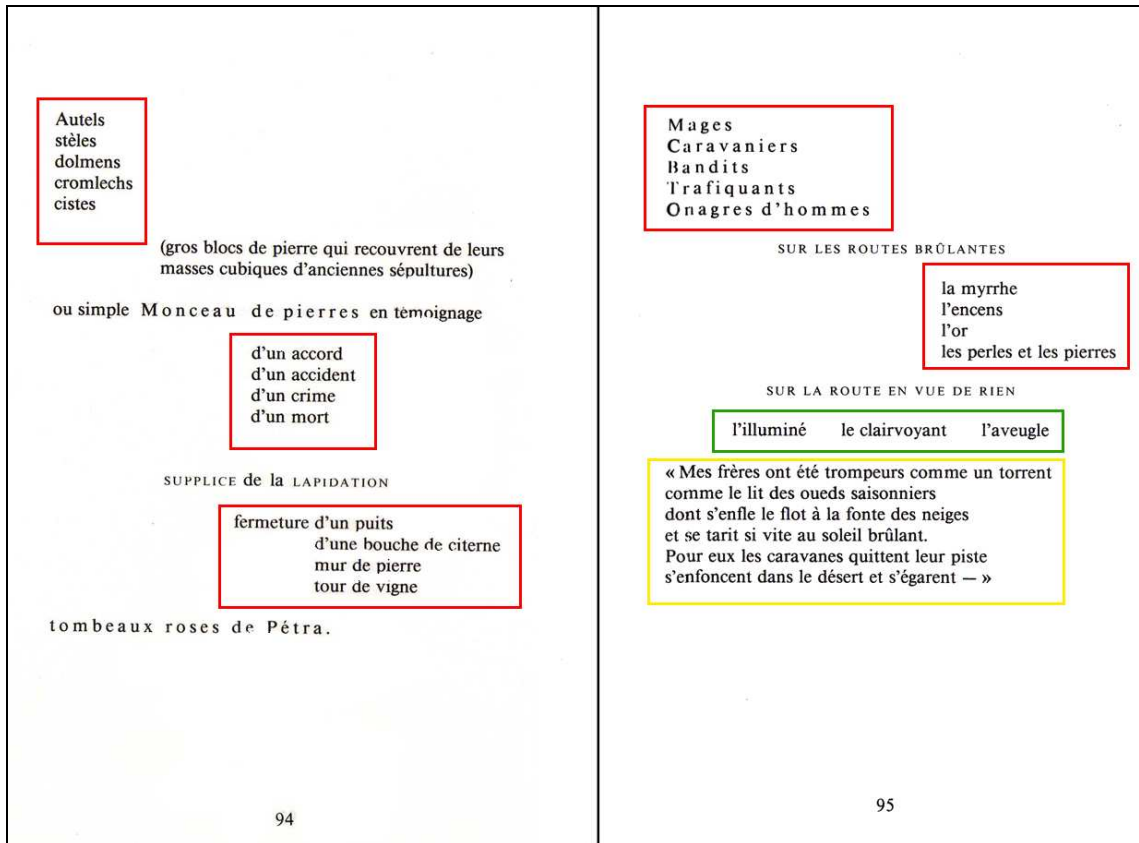 Autels
stèles
dolmens
cromlechs
cistes
(gros blocs de pierre qui recouvrent de leurs
masses cubiques d'anciennes sépultures)
ou simple Monceau de pierres en témoignage
d'un accord
d'un accident
d'un crime
d'un mort
SUPPLICE de la LAPIDATION
fermeture d'un puits
d'une bouche de citerne
mur de pierre
tour de vigne
tombeaux roses de Pétra.
94
Mages
Caravaniers
Bandits
Trafiquants
Onagres d'hommes
SUR LES ROUTES BRÛLANTES
la myrrhe
l'encens
l'or
les perles et les pierres
SUR LA ROUTE EN VUE DE RIEN
l'illuminé le clairvoyant l'aveugle
« Mes frères ont été trompeurs comme un torrent
comme le lit des oueds saisonniers
dont s'enfle le flot à la fonte des neiges
et se tarit si vite au soleil brûlant.
Pour eux les caravanes quittent leur piste
s'enfoncent dans le désert et s'égarent — »
95